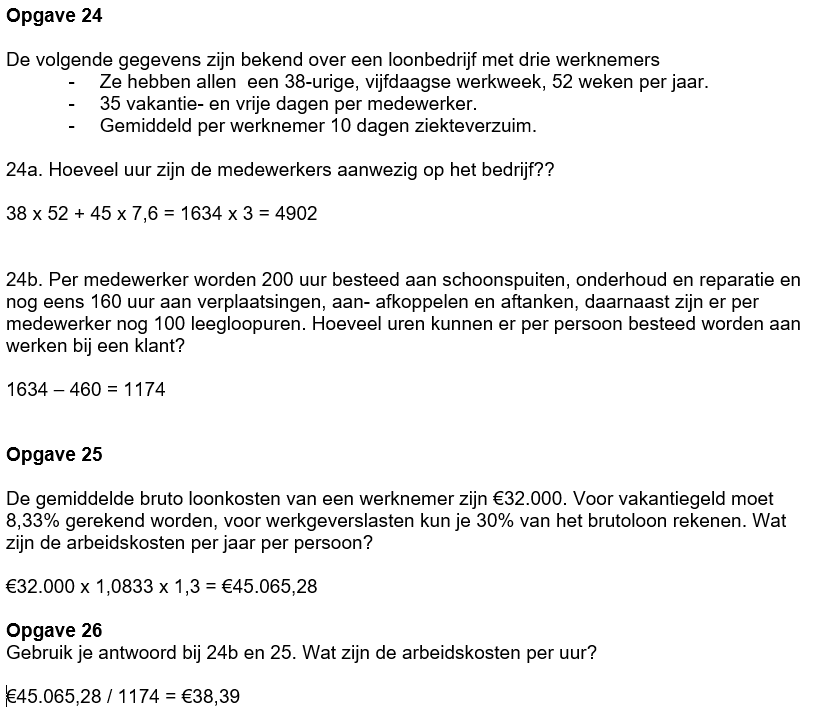 Opgave 24
De volgende gegevens zijn bekend over een loonbedrijf met drie werknemers
- Ze hebben allen  een 38-urige, vijfdaagse werkweek, 52 weken per jaar.
- 35 vakantie- en vrije dagen per medewerker.
- Gemiddeld per werknemer 10 dagen ziekteverzuim.
24a. Hoeveel uur zijn de medewerkers aanwezig op het bedrijf??
38 x 52 + 45 x 7,6 = 1634 x 3 = 4902
24b. Per medewerker worden 200 uur besteed aan schoonspuiten, onderhoud en reparatie en
nog eens 160 uur aan verplaatsingen, aan- afkoppelen en aftanken, daarnaast zijn er per
medewerker nog 100 leegloopuren. Hoeveel uren kunnen er per persoon besteed worden aan
werken bij een klant?
1634 – 460 = 1174
Opgave 25
De gemiddelde bruto loonkosten van een werknemer zijn €32.000. Voor vakantiegeld moet
8,33% gerekend worden, voor werkgeverslasten kun je 30% van het brutoloon rekenen. Wat
zijn de arbeidskosten per jaar per persoon?
€32.000 x 1,0833 x 1,3 = €45.065,28
Opgave 26
Gebruik je antwoord bij 24b en 25. Wat zijn de arbeidskosten per uur?
€45.065,28 / 1174 = €38,39